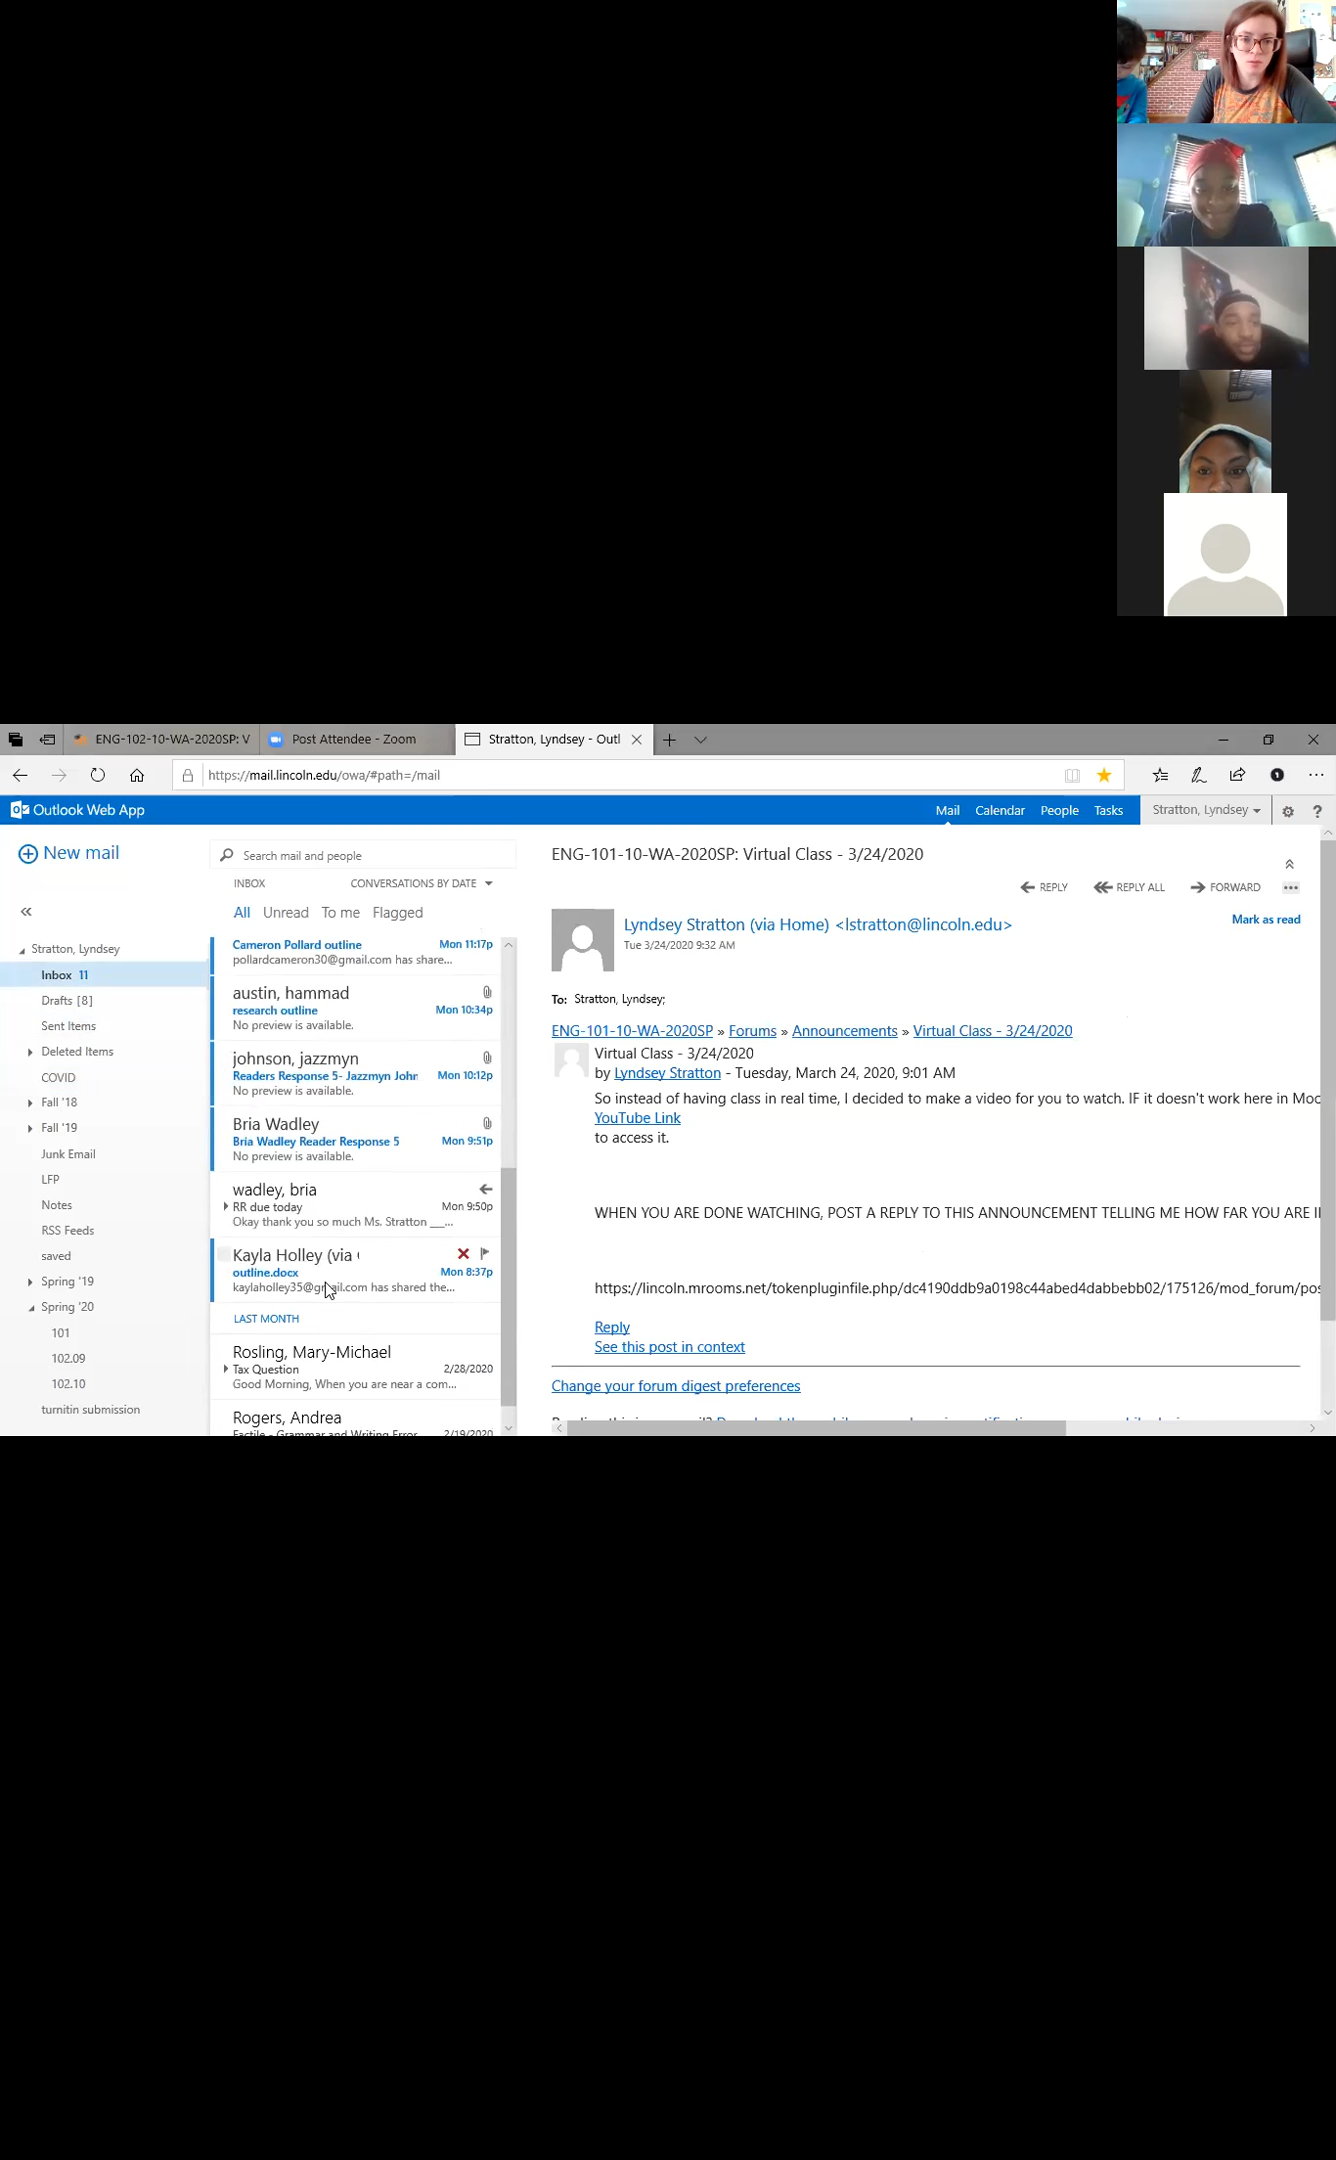 ENG-102-10-WA-2020SP: V
Post Attendee - Zoom
Stratton, Lyndsey - Outl
https://mail.lincoln.edu/owa/#path=/mail
Outlook Web App
Mail Calendar People Tasks Stratton, Lyndsey ?
New mail
Search mail and people
INBOX CONVERSATIONS BY DATE
All Unread To me Flagged
Stratton, Lyndsey
Inbox 11
Drafts [8]
Sent Items
Deleted Items
COVID
Fall '18
Fall '19
Junk Email
LFP
Notes
RSS Feeds
saved
Spring '19
Spring '20
101
102.09
102.10
turnitin submission
Cameron Pollard outline Mon 11:17p
pollardcameron30@gmail.com has share...
austin, hammad
research outline Mon 10:34p
No preview is available.
johnson, jazzmyn
Readers Response 5- Jazzmyn Johr Mon 10:12p
No preview is available.
Bria Wadley
Bria Wadley Reader Response 5 Mon 9:51p
No preview is available.
wadley, bria
RR due today Mon 9:50p
Okay thank you so much Ms. Stratton ___...
Kayla Holley (via
outline.docx Mon 8:37p
kaylaholley35@gmail.com has shared the...
LAST MONTH
Rosling, Mary-Michael
Tax Question 2/28/2020
Good Morning, When you are near a com...
Rogers, Andrea
Factile - Grammar and Writing Error 2/19/2020
ENG-101-10-WA-2020SP: Virtual Class - 3/24/2020
REPLY REPLY ALL FORWARD
Mark as read
Lyndsey Stratton (via Home) <lstratton@lincoln.edu>
Tue 3/24/2020 9:32 AM
To: Stratton, Lyndsey;
ENG-101-10-WA-2020SP » Forums » Announcements » Virtual Class - 3/24/2020
Virtual Class - 3/24/2020
by Lyndsey Stratton - Tuesday, March 24, 2020, 9:01 AM
So instead of having class in real time, I decided to make a video for you to watch. IF it doesn't work here in Moo
YouTube Link
to access it.
WHEN YOU ARE DONE WATCHING, POST A REPLY TO THIS ANNOUNCEMENT TELLING ME HOW FAR YOU ARE I
https://lincoln.mrooms.net/tokenpluginfile.php/dc4190ddb9a0198c44abed4dabbebb02/175126/mod_forum/pos
Reply
See this post in context
Change your forum digest preferences